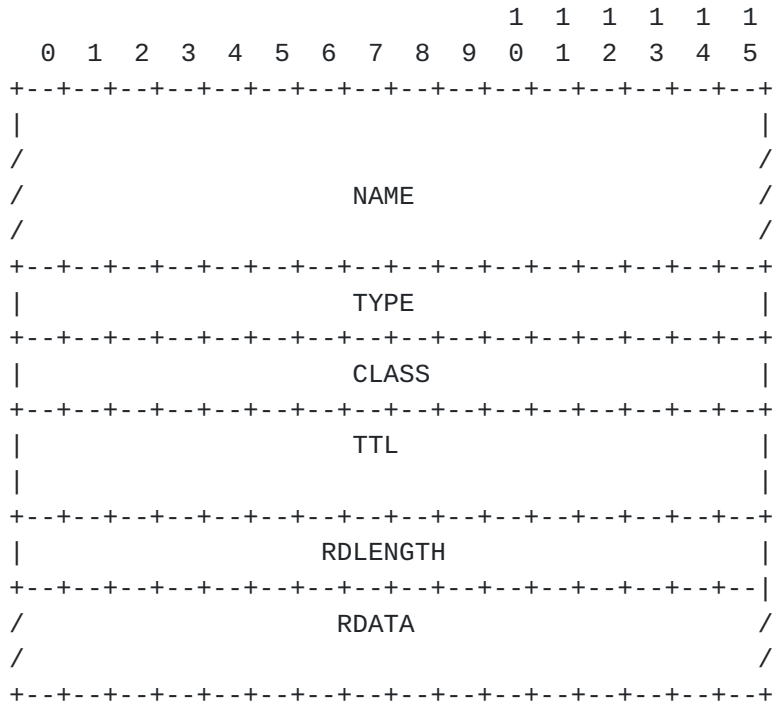 1  1  1  1  1  1
  0  1  2  3  4  5  6  7  8  9  0  1  2  3  4  5
+--+--+--+--+--+--+--+--+--+--+--+--+--+--+--+--+
|                                               |
/                                               /
/                     NAME                      /
/                                               /
+--+--+--+--+--+--+--+--+--+--+--+--+--+--+--+--+
|                     TYPE                      |
+--+--+--+--+--+--+--+--+--+--+--+--+--+--+--+--+
|                     CLASS                     |
+--+--+--+--+--+--+--+--+--+--+--+--+--+--+--+--+
|                     TTL                       |
|                                               |
+--+--+--+--+--+--+--+--+--+--+--+--+--+--+--+--+
|                   RDLENGTH                    |
+--+--+--+--+--+--+--+--+--+--+--+--+--+--+--+--|
/                    RDATA                      /
/                                               /
+--+--+--+--+--+--+--+--+--+--+--+--+--+--+--+--+